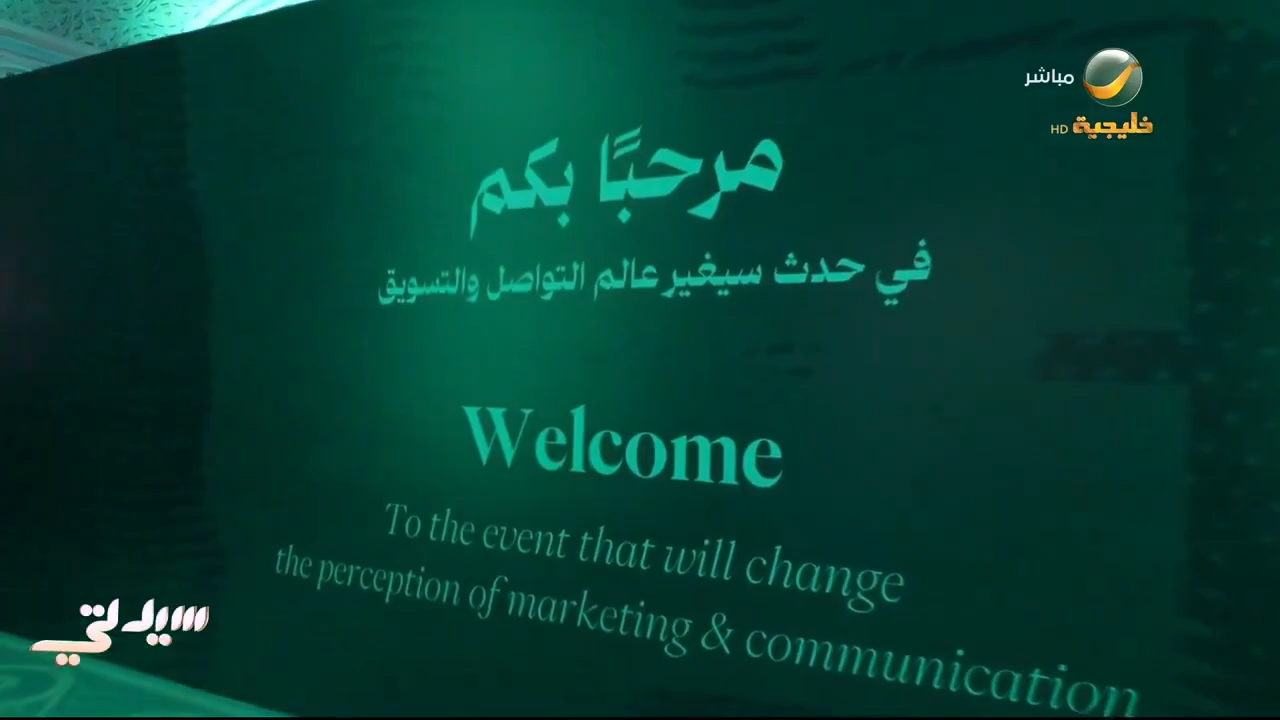 مباشر
خليجية HD
مرحبًا بكم
في حدث سيغير عالم التواصل والتسويق
Welcome
To the event that will change
the perception of marketing & communication
سيدتي